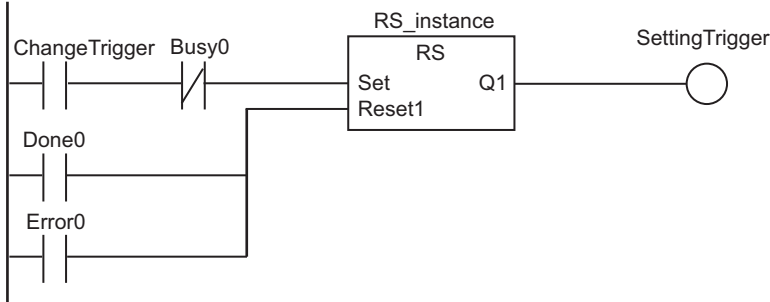 RS_instance
ChangeTrigger Busy0 RS SettingTrigger
Set Q1
Reset1
Done0
Error0